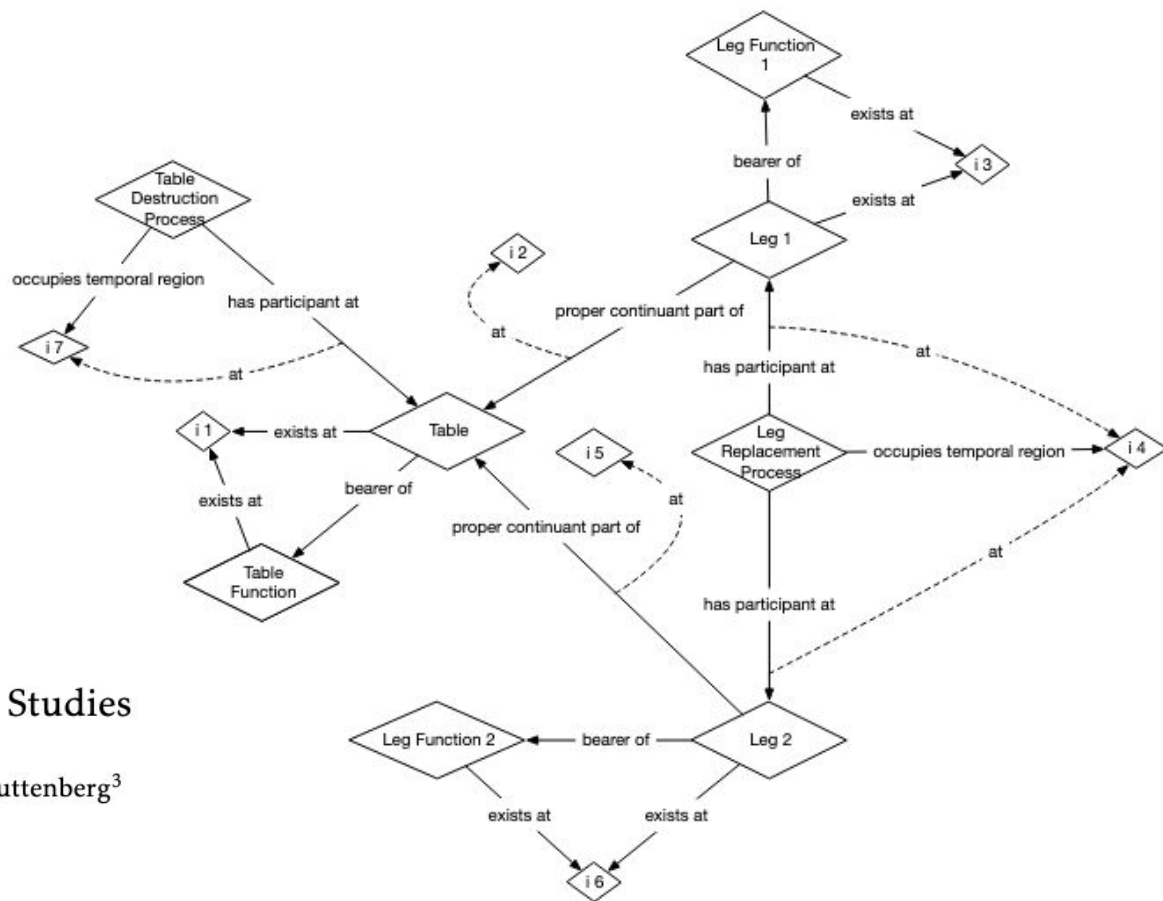 Leg Function
1
exists at
i 3
bearer of
exists at
Leg 1
Table
Destruction
Process
occupies temporal region
has participant at
i 7
at
i 2
at
proper continuant part of
at
has participant at
Table
i 1
exists at
bearer of
exists at
Table
Function
i 5
at
proper continuant part of
Leg
Replacement
Process
occupies temporal region
i 4
at
has participant at
Leg 2
bearer of
Leg Function 2
exists at
exists at
i 6
Studies
uttenberg3